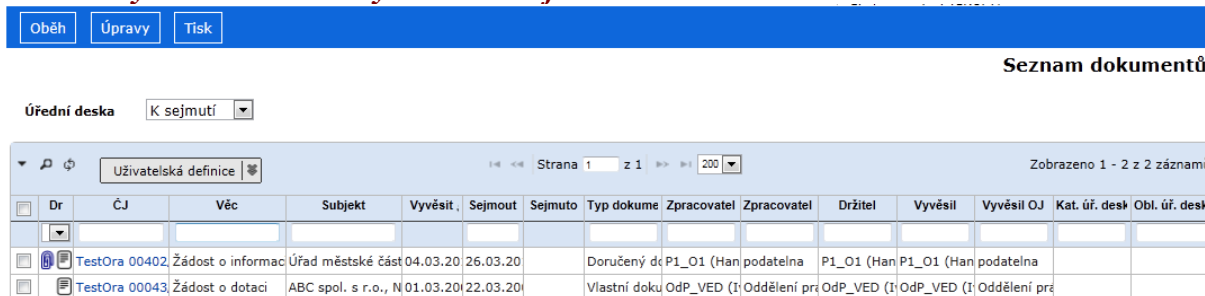 Oběh Úpravy Tisk
Seznam dokumentů
Úřední deska K sejmutí
Uživatelská definice Strana 1 z 1 200 Zobrazeno 1 - 2 z 2 záznamů
Dr ČJ Věc Subjekt Vyvěsit Sejmout Sejmuto Typ dokume Zpracovatel Zpracovatel Držitel Vyvěsil Vyvěsil OJ Kat. úř. desk Obl. úř. desk
TestOra 00402 Žádost o informac Úřad městské část 04.03.20 26.03.20 Doručený do P1_O1 (Han podatelna P1_O1 (Han P1_O1 (Han podatelna
TestOra 00043 Žádost o dotaci ABC spol. s r.o., N 01.03.20 22.03.20 Vlastní doku OdP_VED (I Oddělení pra OdP_VED (I OdP_VED (I Oddělení pra